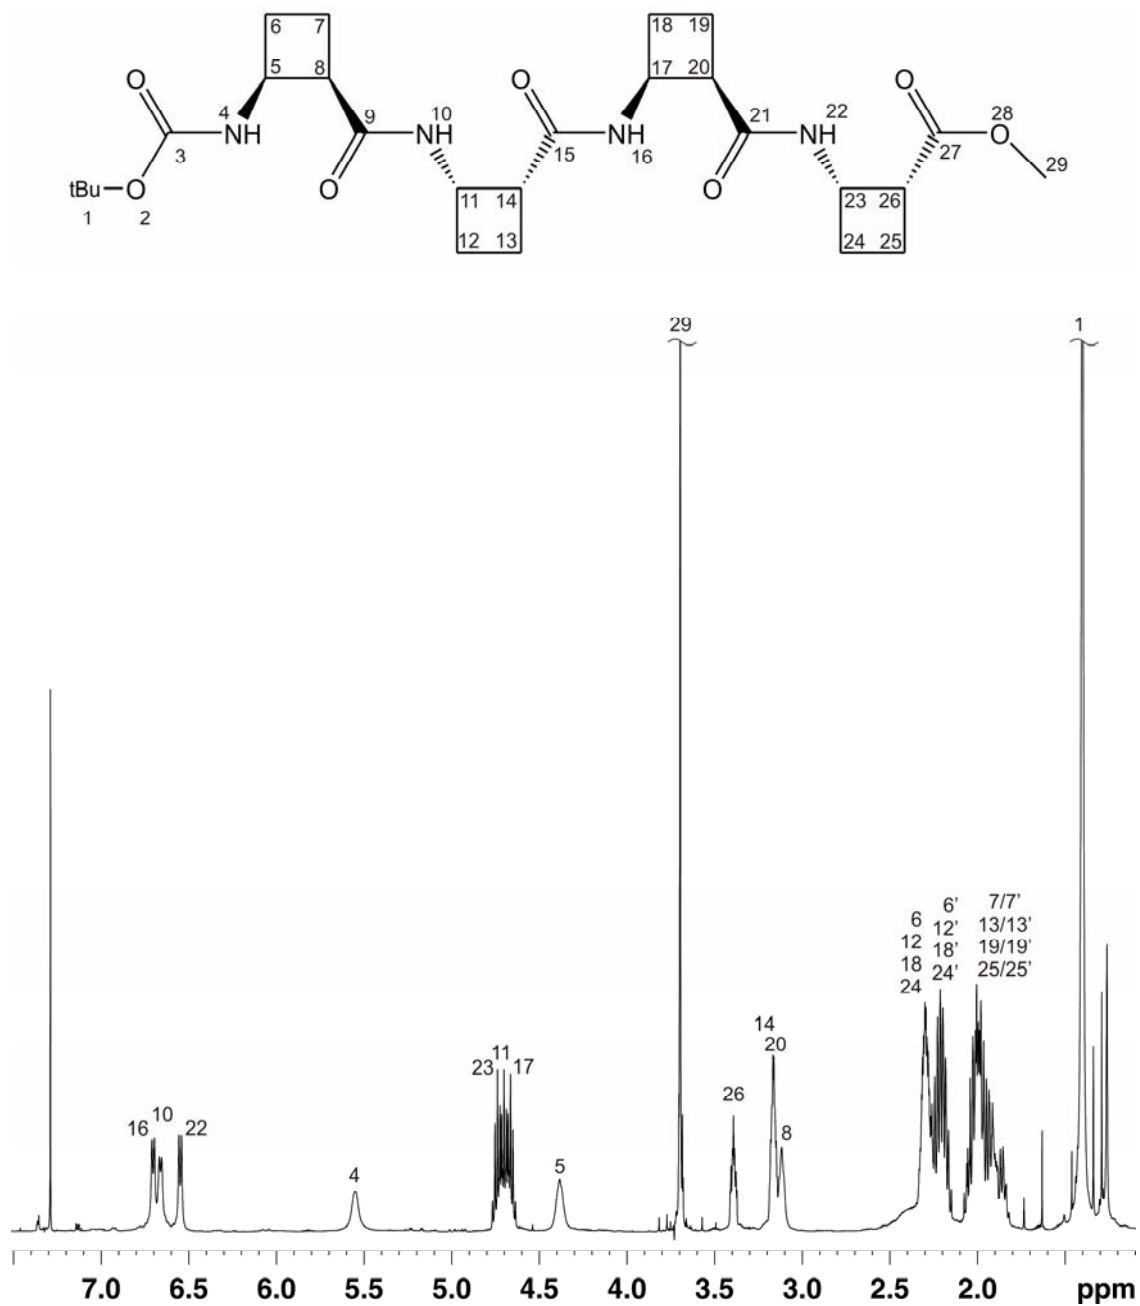 6 7 18 19
O 5 8 O 17 20 O
4 9 10 21 22 28
NH NH NH NH O
3 15 16 27 29
tBu O O 11 14 O 23 26
1 2
12 13 24 25
29 1
6 6' 7/7'
12 12' 13/13'
18 18' 19/19'
24 24' 25/25'
14
20
23 11 17
26
8
16 10 22
4 5
7.0 6.5 6.0 5.5 5.0 4.5 4.0 3.5 3.0 2.5 2.0 ppm